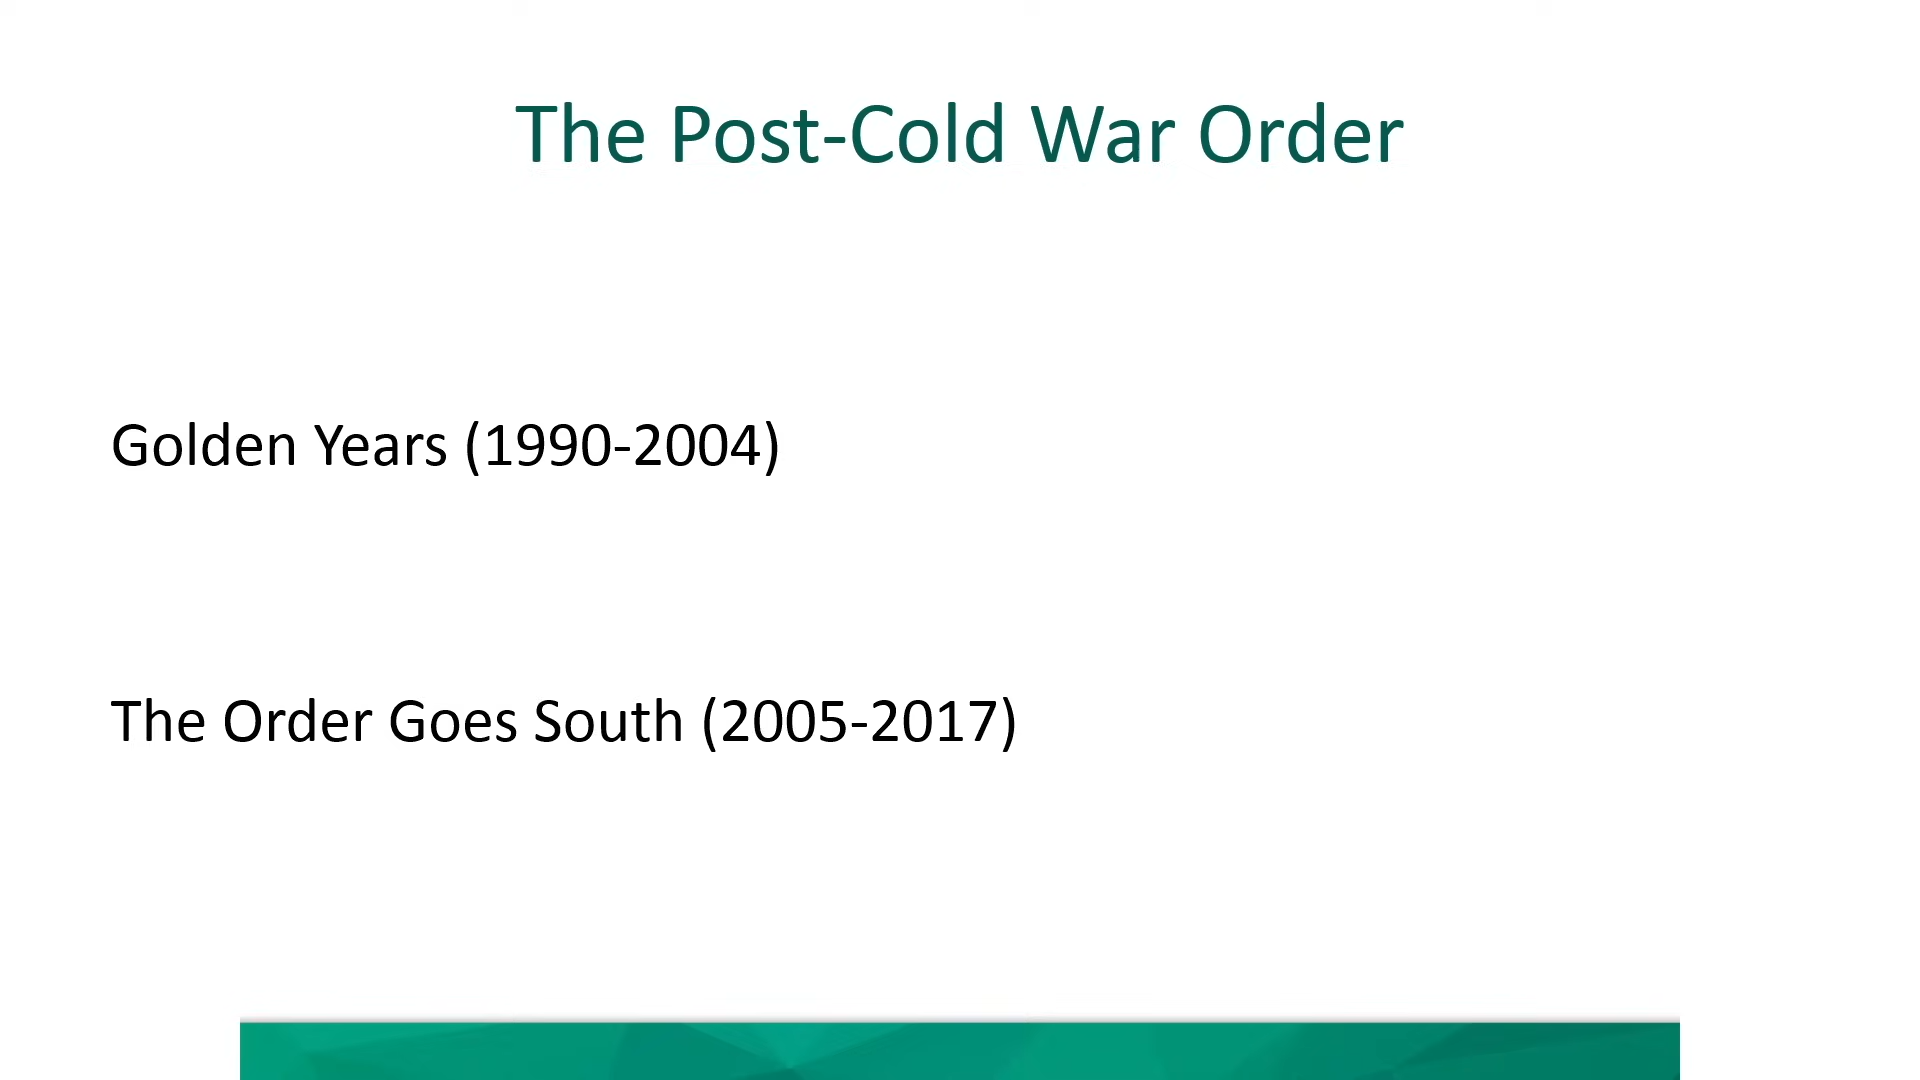 The Post-Cold War Order
Golden Years (1990-2004)
The Order Goes South (2005-2017)